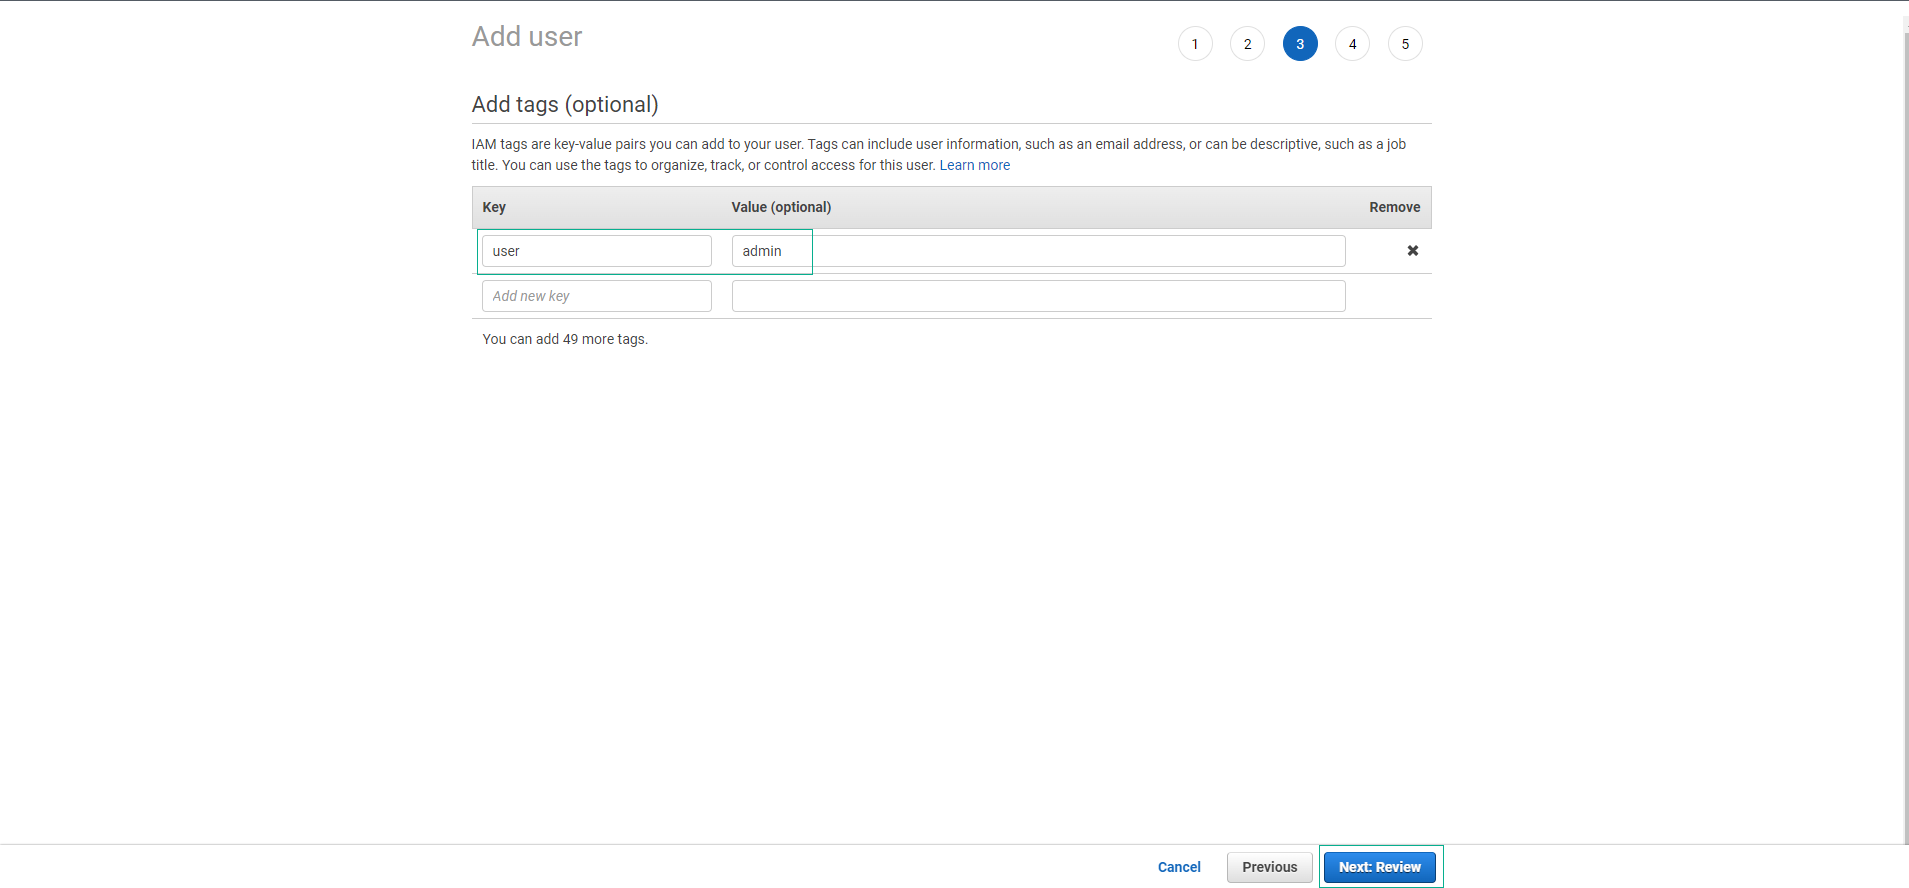 Add user
1 2 3 4 5
Add tags (optional)
IAM tags are key-value pairs you can add to your user. Tags can include user information, such as an email address, or can be descriptive, such as a job
title. You can use the tags to organize, track, or control access for this user. Learn more
Key Value (optional) Remove
user admin ✖
Add new key
You can add 49 more tags.
Cancel Previous Next: Review